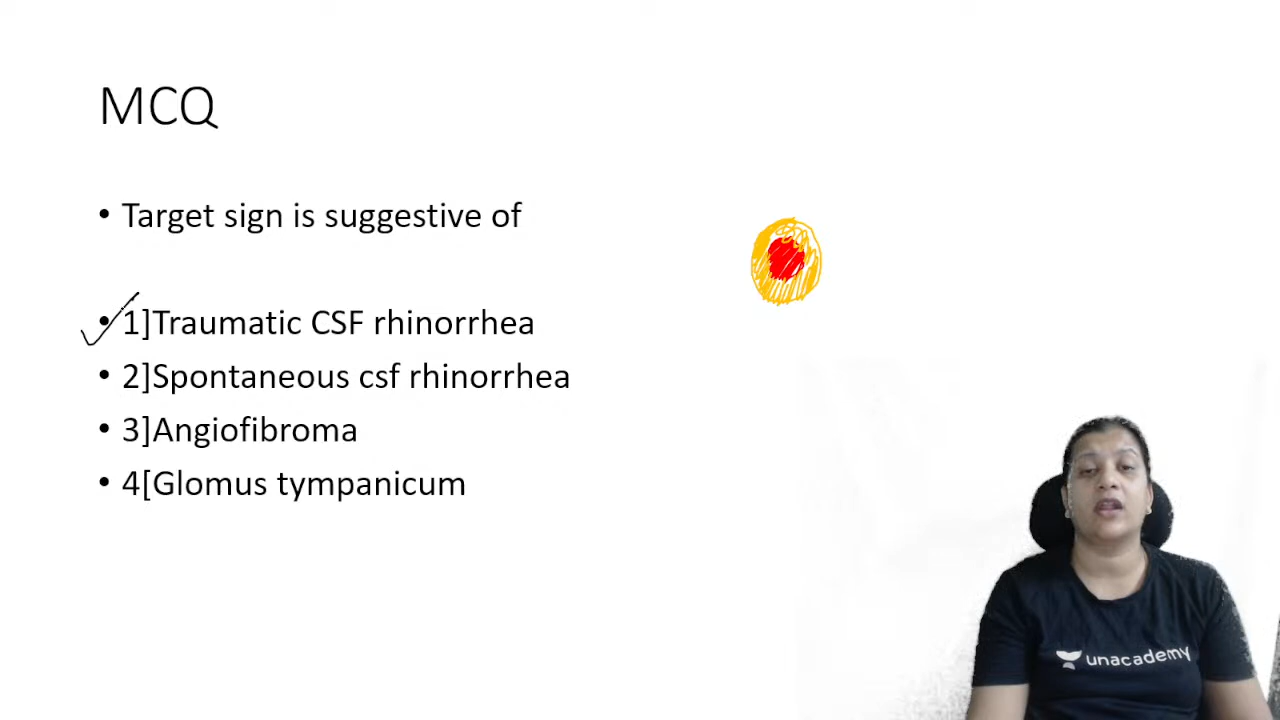 MCQ
• Target sign is suggestive of
• 1]Traumatic CSF rhinorrhea
• 2]Spontaneous csf rhinorrhea
• 3]Angiofibroma
• 4[Glomus tympanicum
unacademy